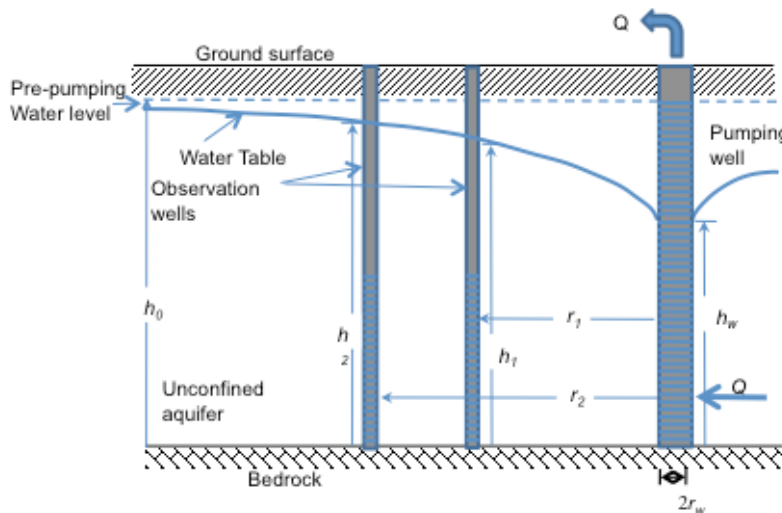 Q
Ground surface
Pre-pumping
Water level
Water Table
Pumping
well
Observation
wells
h0
h
2
r1
h1
hw
Unconfined
aquifer
r2
Q
Bedrock
2rw